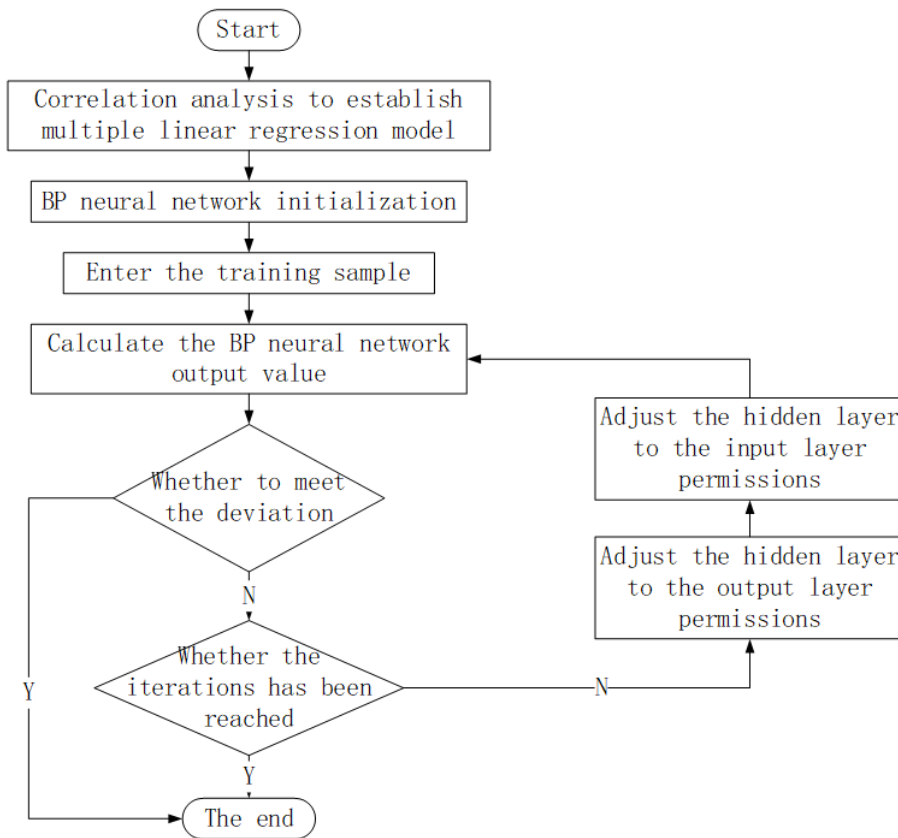 Start
Correlation analysis to establish
multiple linear regression model
BP neural network initialization
Enter the training sample
Calculate the BP neural network
output value
Adjust the hidden layer
to the input layer
permissions
Whether to meet
the deviation
Adjust the hidden layer
to the output layer
permissions
N
Whether the
iterations has been
reached
Y
N
Y
The end